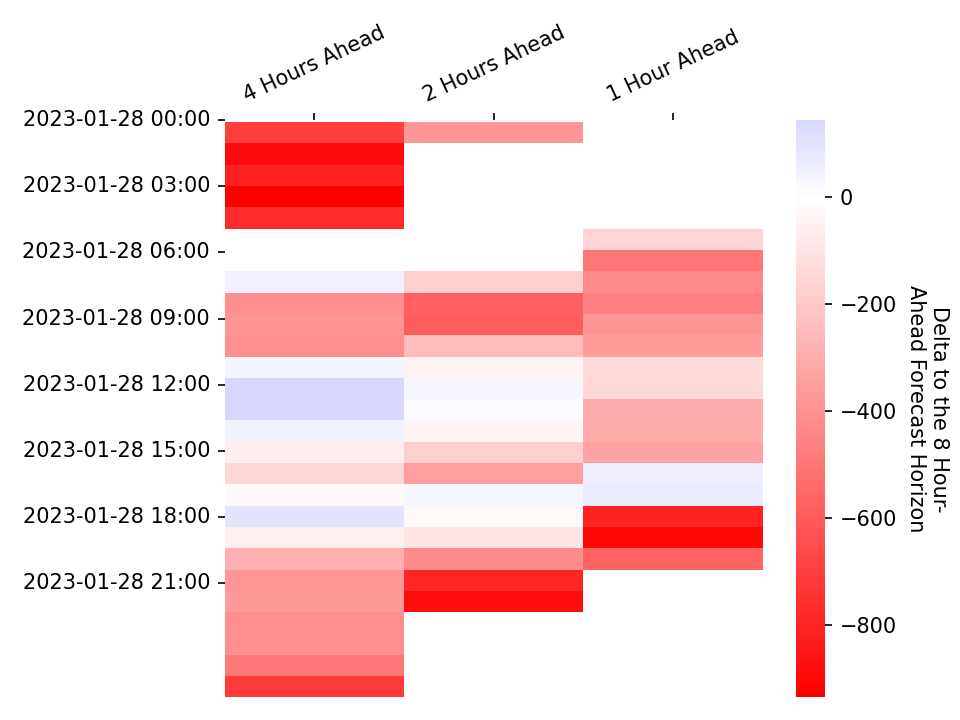 4 Hours Ahead
2 Hours Ahead
1 Hour Ahead
2023-01-28 00:00
2023-01-28 03:00
2023-01-28 06:00
2023-01-28 09:00
2023-01-28 12:00
2023-01-28 15:00
2023-01-28 18:00
2023-01-28 21:00
0
−200
−400
−600
−800
Delta to the 8 Hour-
Ahead Forecast Horizon